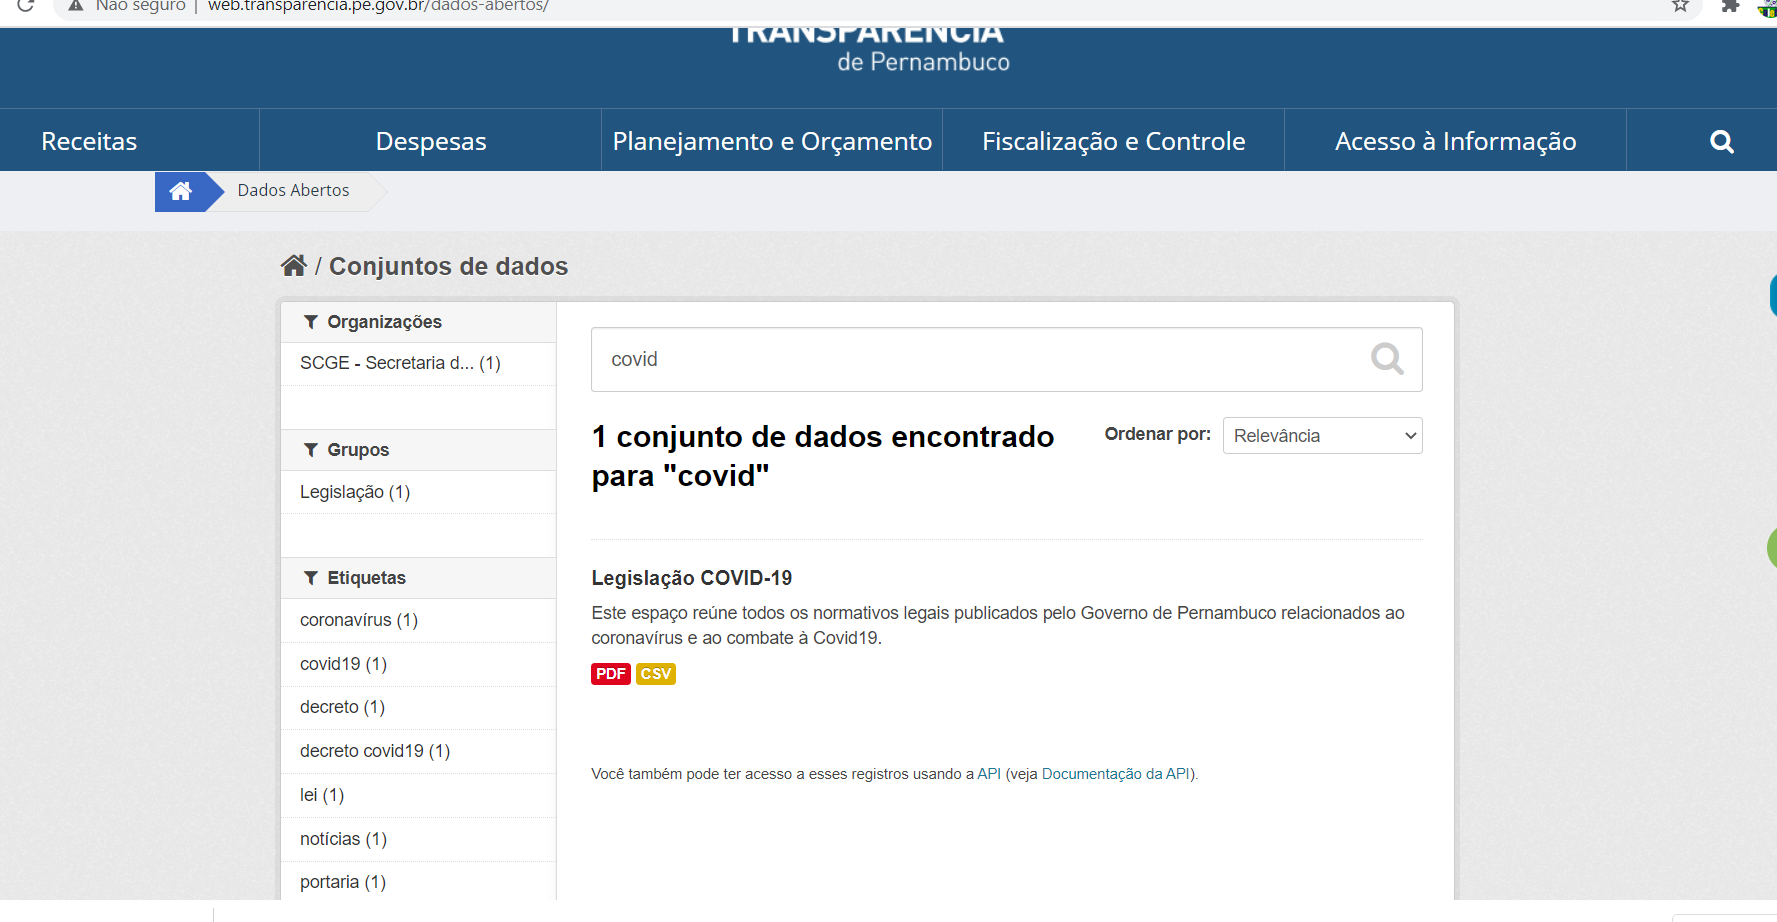 Não seguro | web.transparencia.pe.gov.br/dados-abertos/
TRANSPARÊNCIA
de Pernambuco
Receitas
Despesas
Planejamento e Orçamento
Fiscalização e Controle
Acesso à Informação
Dados Abertos
/ Conjuntos de dados
Organizações
SCGE - Secretaria d... (1)
Grupos
Legislação (1)
Etiquetas
coronavírus (1)
covid19 (1)
decreto (1)
decreto covid19 (1)
lei (1)
notícias (1)
portaria (1)
covid
1 conjunto de dados encontrado
para "covid"
Ordenar por:
Relevância
Legislação COVID-19
Este espaço reúne todos os normativos legais publicados pelo Governo de Pernambuco relacionados ao
coronavírus e ao combate à Covid19.
PDF CSV
Você também pode ter acesso a esses registros usando a API (veja Documentação da API).